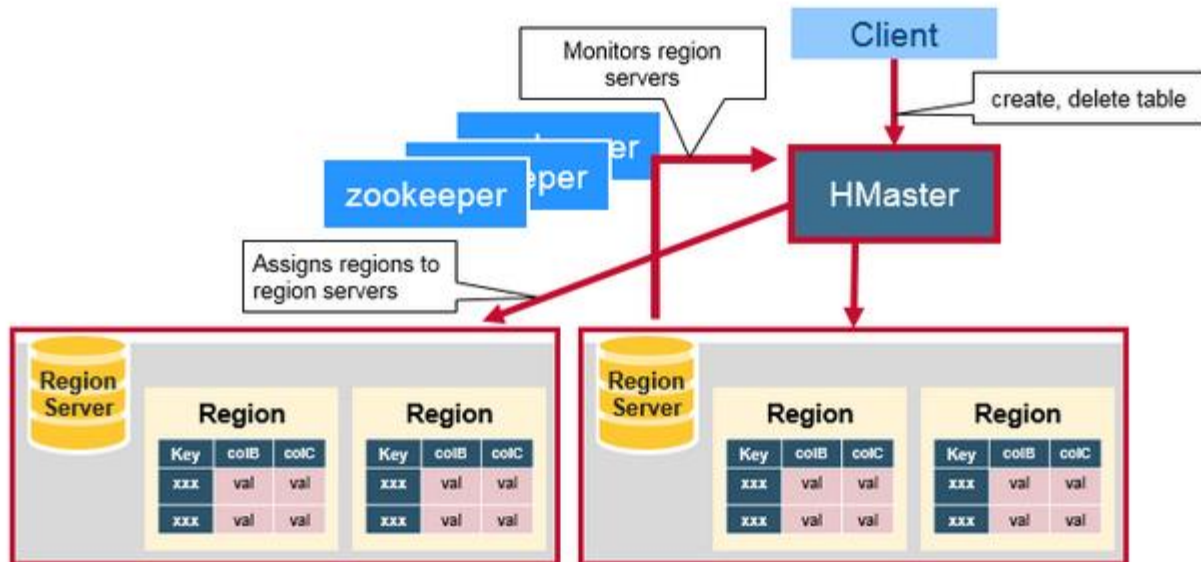 Client
Monitors region
servers
create, delete table
zookeeper
HMaster
Assigns regions to
region servers
Region
Server
Region
Key colB colC
xxx val val
xxx val val
Region
Key colB colC
xxx val val
xxx val val
Region
Server
Region
Key colB colC
xxx val val
xxx val val
Region
Key colB colC
xxx val val
xxx val val